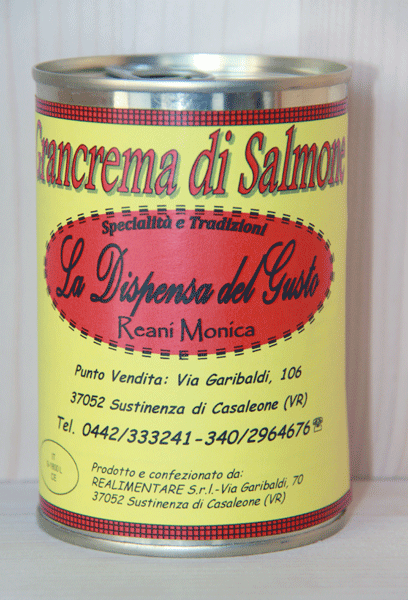 Grancrema di Salmone
Specialità e Tradizioni
La Dispensa del Gusto
Reani Monica
Punto Vendita: Via Garibaldi, 106
37052 Sustinenza di Casaleone (VR)
Tel. 0442/333241-340/2964676
IT
CE
Prodotto e confezionato da:
REALIMENTARE S.r.l.-Via Garibaldi, 70
37052 Sustinenza di Casaleone (VR)